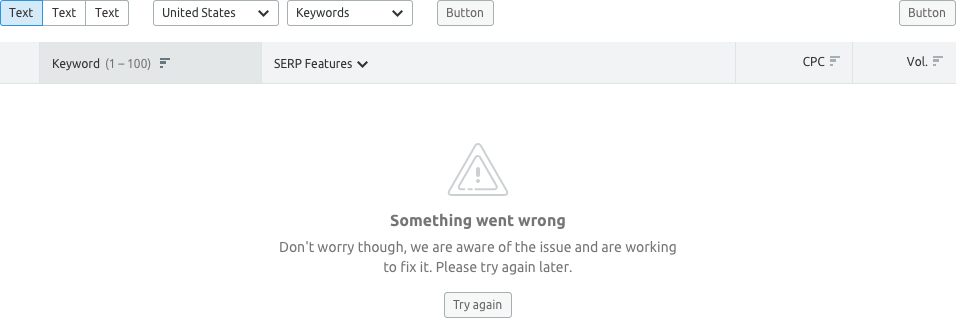 Text Text Text United States Keywords Button Button
Keyword (1 – 100) SERP Features CPC Vol.
Something went wrong
Don't worry though, we are aware of the issue and are working
to fix it. Please try again later.
Try again